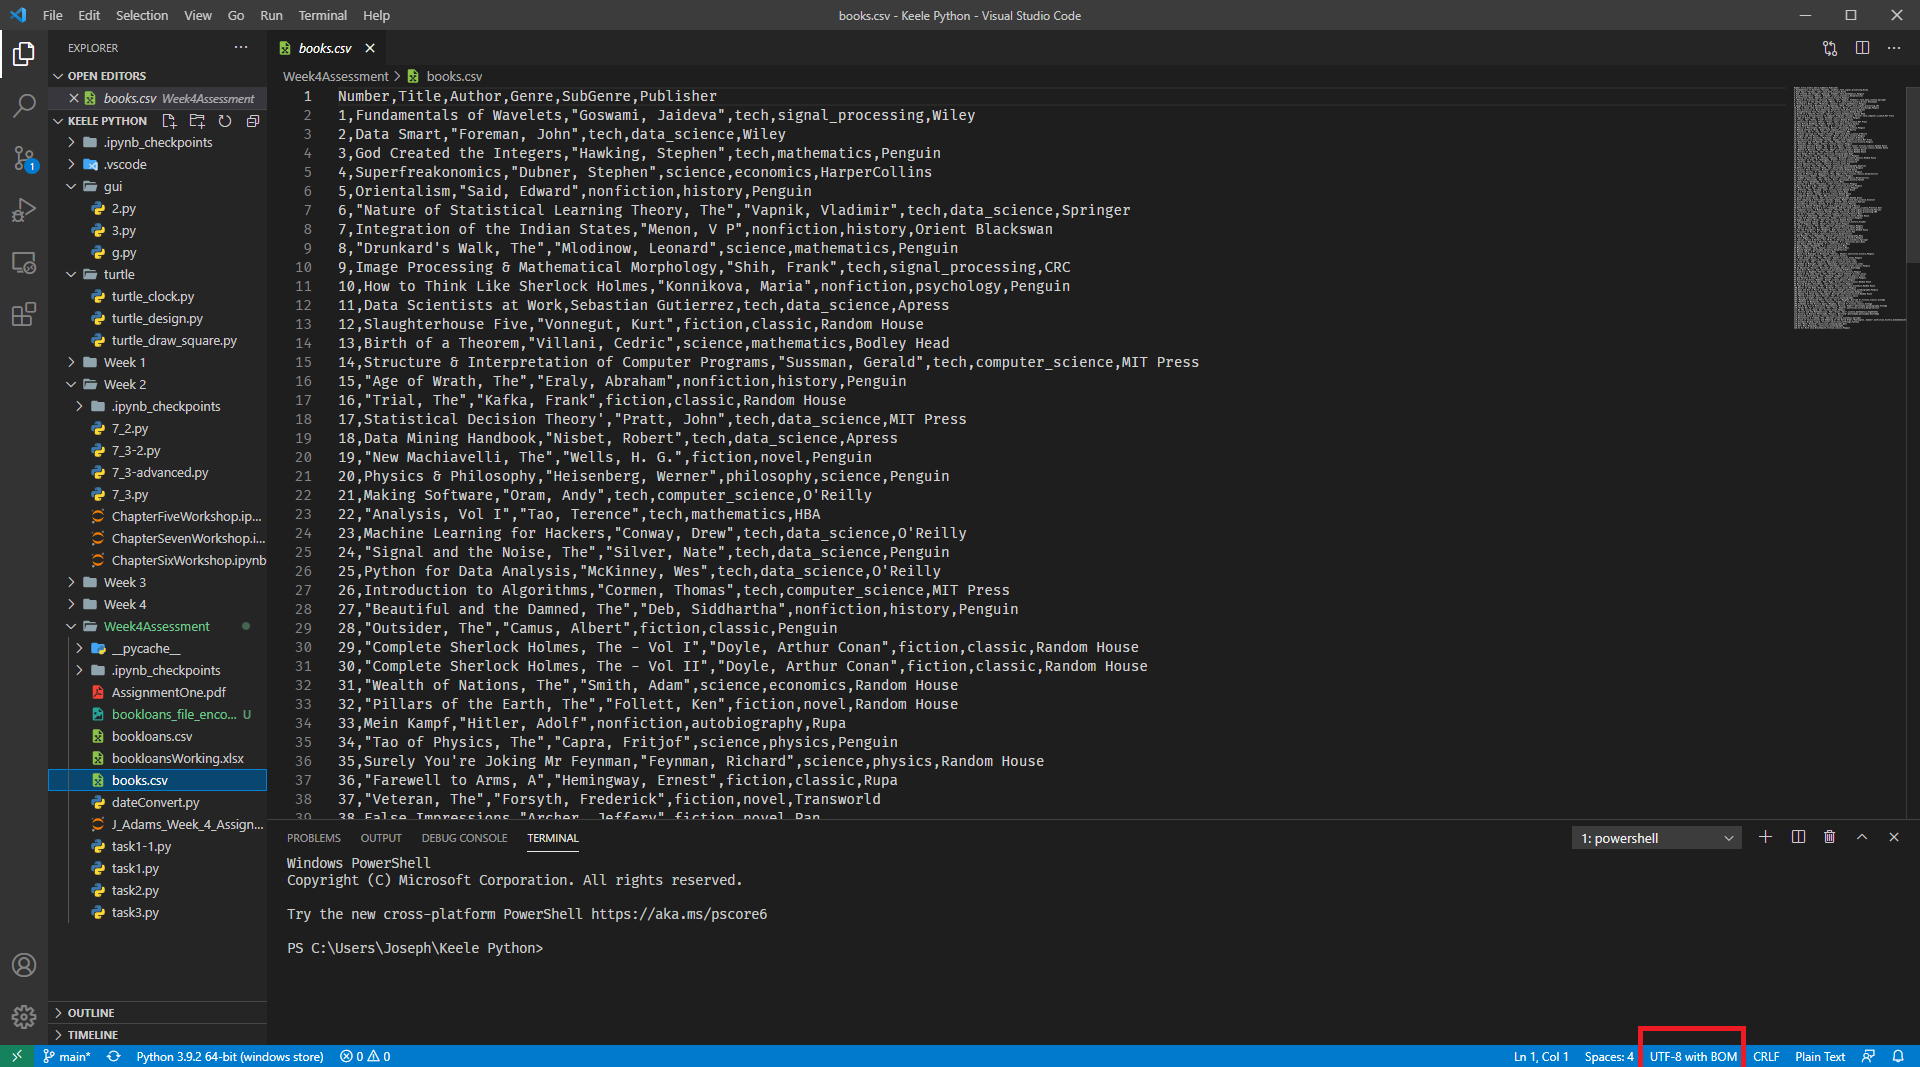 File Edit Selection View Go Run Terminal Help
books.csv - Keele Python - Visual Studio Code
EXPLORER
OPEN EDITORS
books.csv Week4Assessment
KEELE PYTHON
.ipynb_checkpoints
.vscode
gui
2.py
3.py
g.py
turtle
turtle_clock.py
turtle_design.py
turtle_draw_square.py
Week 1
Week 2
.ipynb_checkpoints
7_2.py
7_3-2.py
7_3-advanced.py
7_3.py
ChapterFiveWorkshop.ip...
ChapterSevenWorkshop.i...
ChapterSixWorkshop.ipynb
Week 3
Week 4
Week4Assessment
__pycache__
.ipynb_checkpoints
AssignmentOne.pdf
bookloans_file_enco... U
bookloans.csv
bookloansWorking.xlsx
books.csv
dateConvert.py
J_Adams_Week_4_Assign...
task1-1.py
task1.py
task2.py
task3.py
OUTLINE
TIMELINE
1
books.csv
Week4Assessment > books.csv
1 Number,Title,Author,Genre,SubGenre,Publisher
2 1,Fundamentals of Wavelets,"Goswami, Jaideva",tech,signal_processing,Wiley
3 2,Data Smart,"Foreman, John",tech,data_science,Wiley
4 3,God Created the Integers,"Hawking, Stephen",tech,mathematics,Penguin
5 4,Superfreakonomics,"Dubner, Stephen",science,economics,HarperCollins
6 5,Orientalism,"Said, Edward",nonfiction,history,Penguin
7 6,"Nature of Statistical Learning Theory, The","Vapnik, Vladimir",tech,data_science,Springer
8 7,Integration of the Indian States,"Menon, V P",nonfiction,history,Orient Blackswan
9 8,"Drunkard's Walk, The","Mlodinow, Leonard",science,mathematics,Penguin
10 9,Image Processing & Mathematical Morphology,"Shih, Frank",tech,signal_processing,CRC
11 10,How to Think Like Sherlock Holmes,"Konnikova, Maria",nonfiction,psychology,Penguin
12 11,Data Scientists at Work,Sebastian Gutierrez,tech,data_science,Apress
13 12,Slaughterhouse Five,"Vonnegut, Kurt",fiction,classic,Random House
14 13,Birth of a Theorem,"Villani, Cedric",science,mathematics,Bodley Head
15 14,Structure & Interpretation of Computer Programs,"Sussman, Gerald",tech,computer_science,MIT Press
16 15,"Age of Wrath, The","Eraly, Abraham",nonfiction,history,Penguin
17 16,"Trial, The","Kafka, Frank",fiction,classic,Random House
18 17,Statistical Decision Theory',"Pratt, John",tech,data_science,MIT Press
19 18,Data Mining Handbook,"Nisbet, Robert",tech,data_science,Apress
20 19,"New Machiavelli, The","Wells, H. G.",fiction,novel,Penguin
21 20,Physics & Philosophy,"Heisenberg, Werner",philosophy,science,Penguin
22 21,Making Software,"Oram, Andy",tech,computer_science,O'Reilly
23 22,"Analysis, Vol I","Tao, Terence",tech,mathematics,HBA
24 23,Machine Learning for Hackers,"Conway, Drew",tech,data_science,O'Reilly
25 24,"Signal and the Noise, The","Silver, Nate",tech,data_science,Penguin
26 25,Python for Data Analysis,"McKinney, Wes",tech,data_science,O'Reilly
27 26,Introduction to Algorithms,"Cormen, Thomas",tech,computer_science,MIT Press
28 27,"Beautiful and the Damned, The","Deb, Siddhartha",nonfiction,history,Penguin
29 28,"Outsider, The","Camus, Albert",fiction,classic,Penguin
30 29,"Complete Sherlock Holmes, The - Vol I","Doyle, Arthur Conan",fiction,classic,Random House
31 30,"Complete Sherlock Holmes, The - Vol II","Doyle, Arthur Conan",fiction,classic,Random House
32 31,"Wealth of Nations, The","Smith, Adam",science,economics,Random House
33 32,"Pillars of the Earth, The","Follett, Ken",fiction,novel,Random House
34 33,Mein Kampf,"Hitler, Adolf",nonfiction,autobiography,Rupa
35 34,"Tao of Physics, The","Capra, Fritjof",science,physics,Penguin
36 35,Surely You're Joking Mr Feynman,"Feynman, Richard",science,physics,Random House
37 36,"Farewell to Arms, A","Hemingway, Ernest",fiction,classic,Rupa
38 37,"Veteran, The","Forsyth, Frederick",fiction,novel,Transworld
39 38,False Impressions,"Archer, Jeffery",fiction,novel,Pan
PROBLEMS OUTPUT DEBUG CONSOLE TERMINAL
1: powershell
Windows PowerShell
Copyright (C) Microsoft Corporation. All rights reserved.
Try the new cross-platform PowerShell https://aka.ms/pscore6
PS C:\Users\Joseph\Keele Python>
main* Python 3.9.2 64-bit (windows store) 0 0
Ln 1, Col 1 Spaces: 4 UTF-8 with BOM CRLF Plain Text